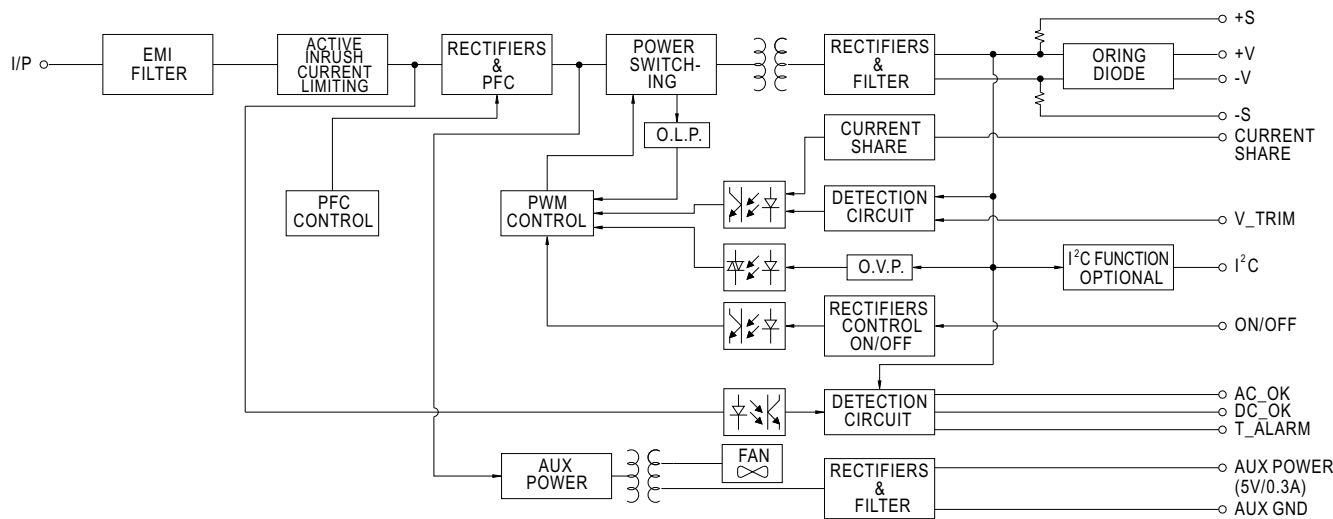 I/P
EMI
FILTER
ACTIVE
INRUSH
CURRENT
LIMITING
RECTIFIERS
&
PFC
POWER
SWITCH-
ING
RECTIFIERS
&
FILTER
ORING
DIODE
+S
+V
-V
-S
O.L.P.
CURRENT
SHARE
CURRENT
SHARE
PFC
CONTROL
PWM
CONTROL
DETECTION
CIRCUIT
V_TRIM
O.V.P.
I²C FUNCTION
OPTIONAL
I²C
RECTIFIERS
CONTROL
ON/OFF
ON/OFF
DETECTION
CIRCUIT
AC_OK
DC_OK
T_ALARM
AUX
POWER
FAN
RECTIFIERS
&
FILTER
AUX POWER
(5V/0.3A)
AUX GND